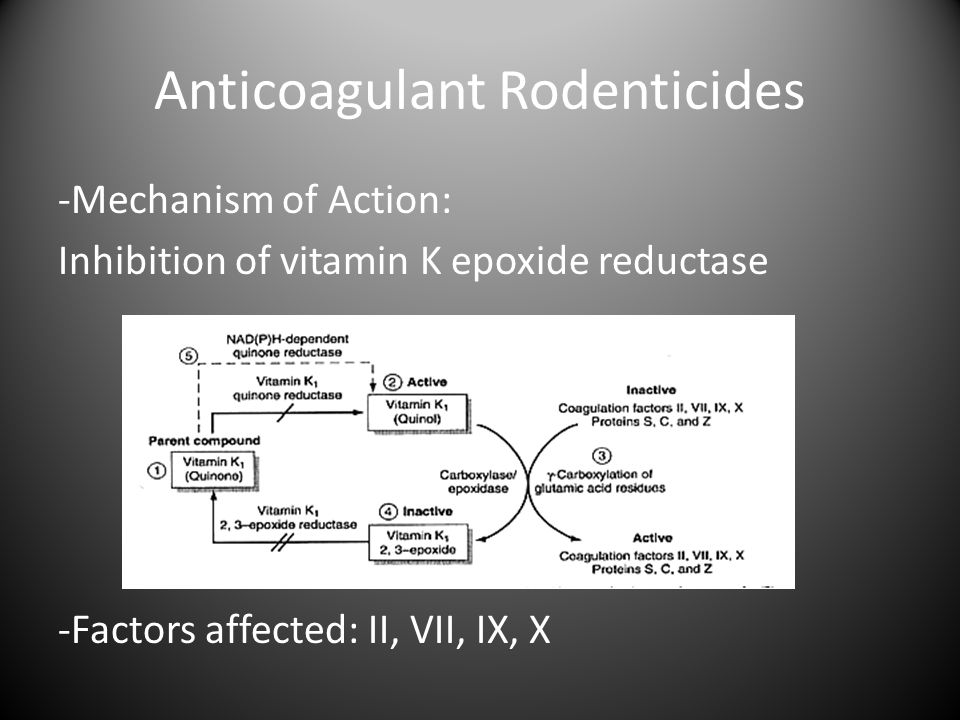 Anticoagulant Rodenticides
-Mechanism of Action:
Inhibition of vitamin K epoxide reductase
NAD(P)H-dependent
quinone reductase
5
Vitamin K1
quinone reductase
2 Active
Vitamin K1
(Quinol)
Inactive
Coagulation factors II, VII, IX, X
Proteins S, C, and Z
Parent compound
1
Vitamin K1
(Quinone)
Carboxylase/
epoxidase
3
γ-Carboxylation of
glutamic acid residues
Vitamin K1
2, 3-epoxide reductase
4 Inactive
Vitamin K1
2, 3-epoxide
Active
Coagulation factors II, VII, IX, X
Proteins S, C, and Z
-Factors affected: II, VII, IX, X